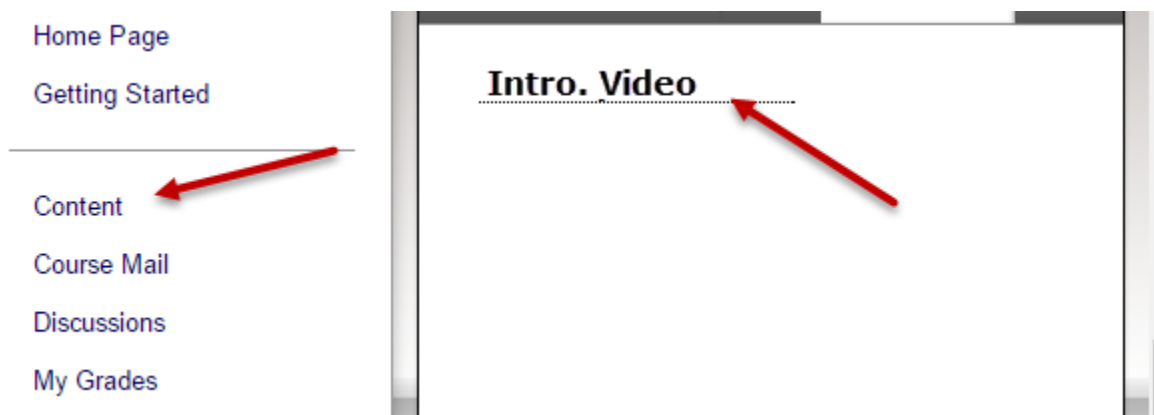 Home Page
Getting Started
Content
Course Mail
Discussions
My Grades
Intro. Video